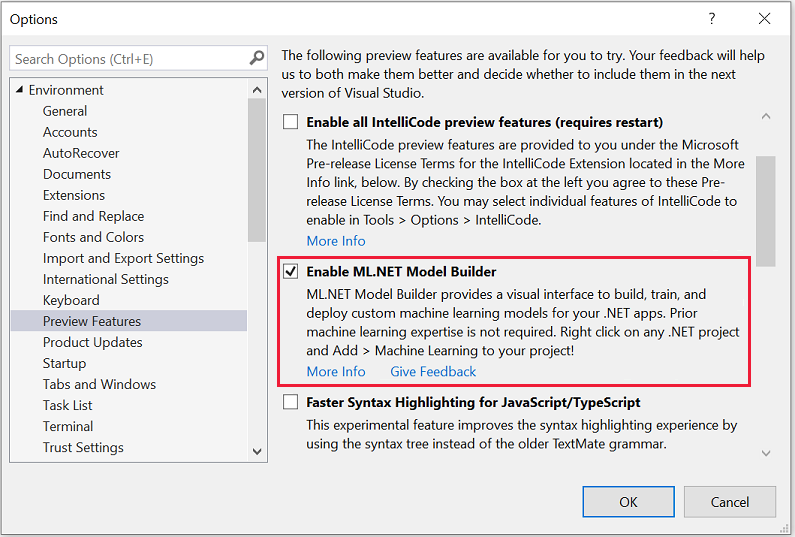 Options
?
Search Options (Ctrl+E)
Environment
General
Accounts
AutoRecover
Documents
Extensions
Find and Replace
Fonts and Colors
Import and Export Settings
International Settings
Keyboard
Preview Features
Product Updates
Startup
Tabs and Windows
Task List
Terminal
Trust Settings
The following preview features are available for you to try. Your feedback will help
us to both make them better and decide whether to include them in the next
version of Visual Studio.
Enable all IntelliCode preview features (requires restart)
The IntelliCode preview features are provided to you under the Microsoft
Pre-release License Terms for the IntelliCode Extension located in the More
Info link, below. By checking the box at the left you agree to these Pre-
release License Terms. You may select individual features of IntelliCode to
enable in Tools > Options > IntelliCode.
More Info
Enable ML.NET Model Builder
ML.NET Model Builder provides a visual interface to build, train, and
deploy custom machine learning models for your .NET apps. Prior
machine learning expertise is not required. Right click on any .NET project
and Add > Machine Learning to your project!
More Info Give Feedback
Faster Syntax Highlighting for JavaScript/TypeScript
This experimental feature improves the syntax highlighting experience by
using the syntax tree instead of the older TextMate grammar.
OK Cancel